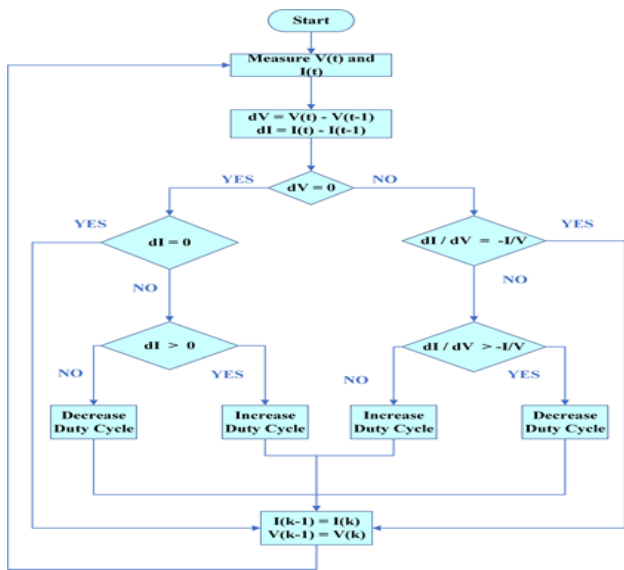 Start
Measure V(t) and
I(t)
dV = V(t) - V(t-1)
dI = I(t) - I(t-1)
YES
dV = 0
NO
YES
dI = 0
dI / dV = -I/V
YES
NO
NO
dI > 0
dI / dV > -I/V
NO
YES
NO
YES
Decrease
Duty Cycle
Increase
Duty Cycle
Increase
Duty Cycle
Decrease
Duty Cycle
I(k-1) = I(k)
V(k-1) = V(k)